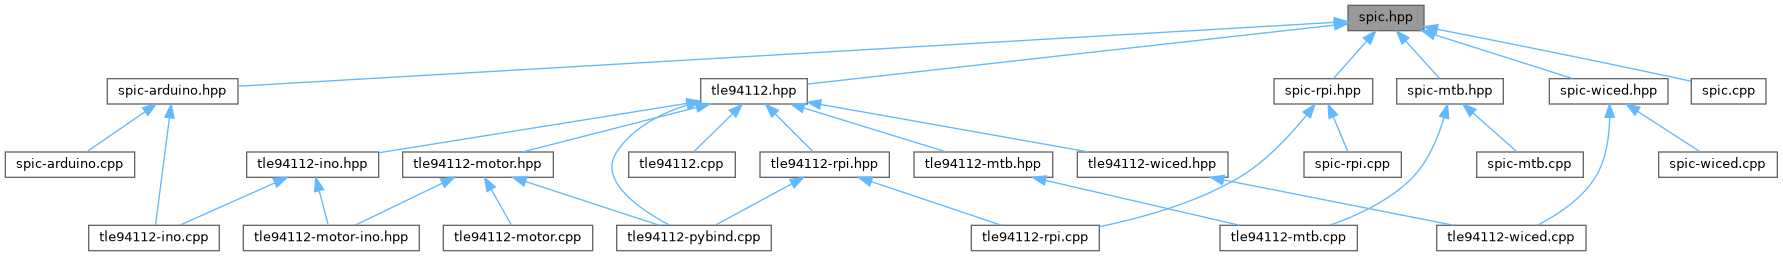 spic.hpp
spic-arduino.hpp
tle94112.hpp
spic-rpi.hpp
spic-mtb.hpp
spic-wiced.hpp
spic.cpp
spic-arduino.cpp
tle94112-ino.hpp
tle94112-motor.hpp
tle94112.cpp
tle94112-rpi.hpp
tle94112-mtb.hpp
tle94112-wiced.hpp
spic-rpi.cpp
spic-mtb.cpp
spic-wiced.cpp
tle94112-ino.cpp
tle94112-motor-ino.hpp
tle94112-motor.cpp
tle94112-pybind.cpp
tle94112-rpi.cpp
tle94112-mtb.cpp
tle94112-wiced.cpp